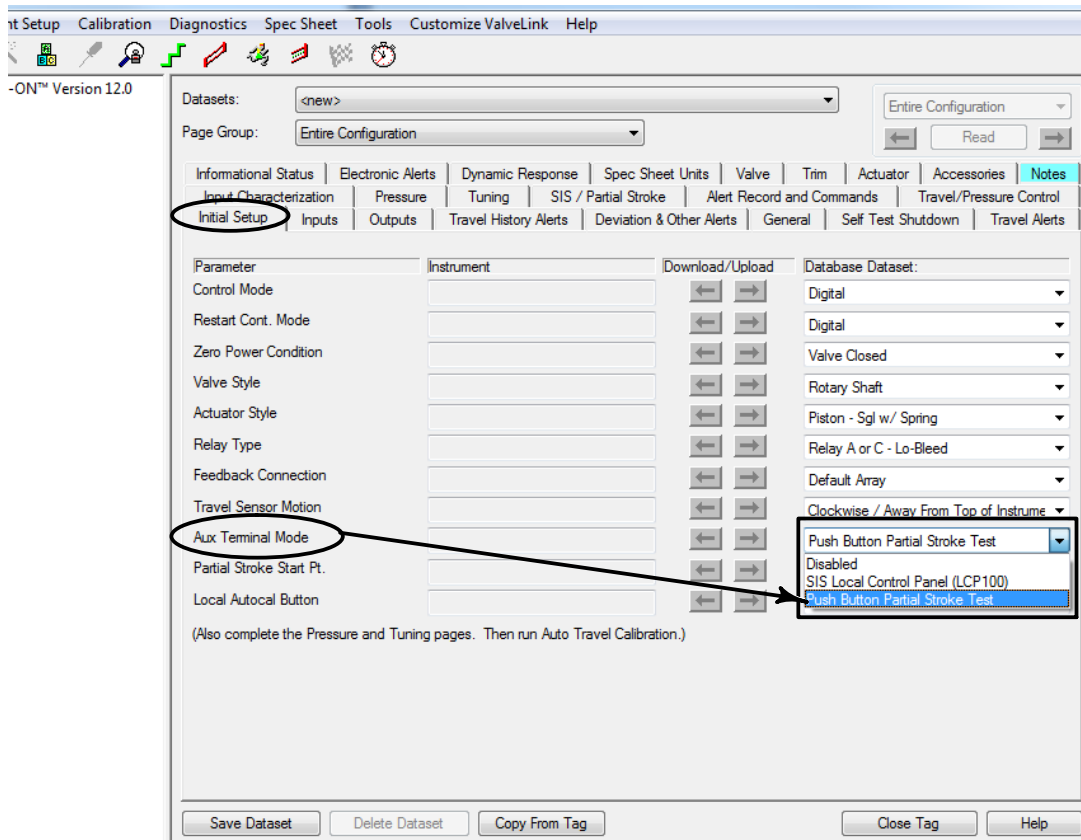 nt Setup Calibration Diagnostics Spec Sheet Tools Customize ValveLink Help
-ON™ Version 12.0
Datasets: <new>
Entire Configuration
Page Group: Entire Configuration
Read
Informational Status Electronic Alerts Dynamic Response Spec Sheet Units Valve Trim Actuator Accessories Notes
Input Characterization Pressure Tuning SIS / Partial Stroke Alert Record and Commands Travel/Pressure Control
Initial Setup Inputs Outputs Travel History Alerts Deviation & Other Alerts General Self Test Shutdown Travel Alerts
Parameter Instrument Download/Upload Database Dataset:
Control Mode Digital
Restart Cont. Mode Digital
Zero Power Condition Valve Closed
Valve Style Rotary Shaft
Actuator Style Piston - Sgl w/ Spring
Relay Type Relay A or C - Lo-Bleed
Feedback Connection Default Array
Travel Sensor Motion Clockwise / Away From Top of Instrume
Aux Terminal Mode Push Button Partial Stroke Test
Disabled
Partial Stroke Start Pt. SIS Local Control Panel (LCP100)
Local Autocal Button Push Button Partial Stroke Test
(Also complete the Pressure and Tuning pages. Then run Auto Travel Calibration.)
Save Dataset Delete Dataset Copy From Tag Close Tag Help